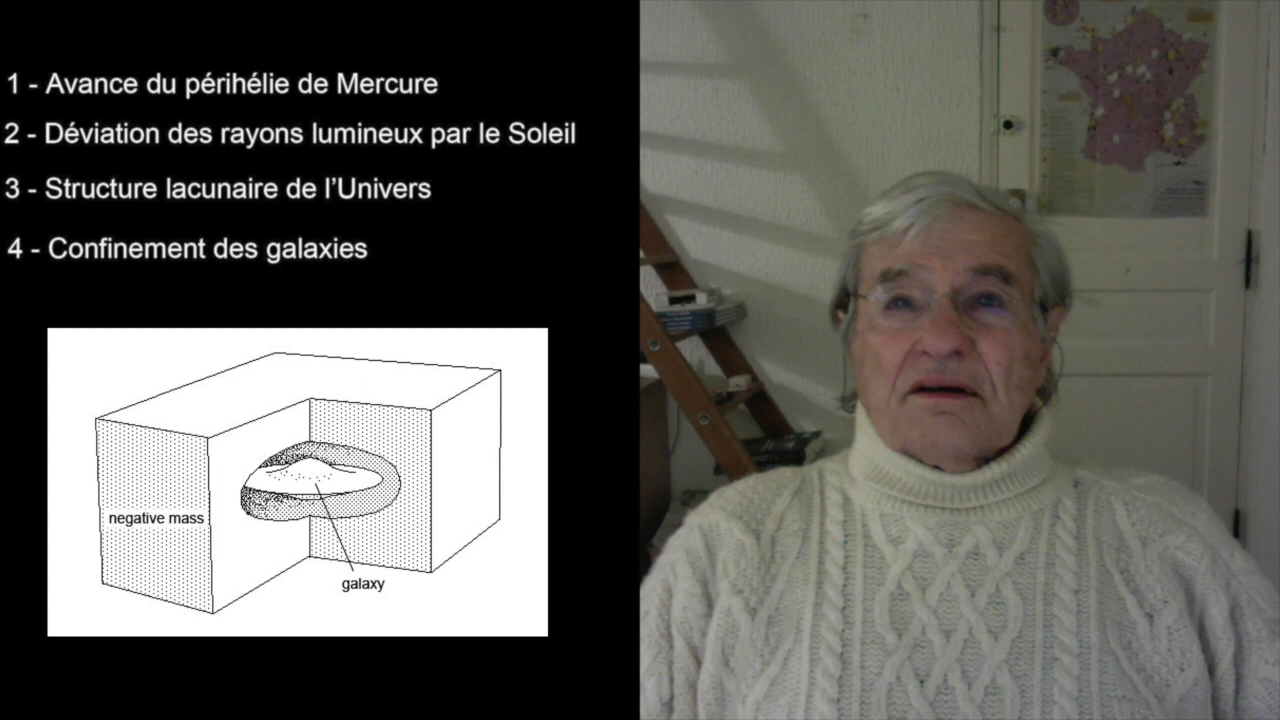 1 - Avance du périhélie de Mercure
2 - Déviation des rayons lumineux par le Soleil
3 - Structure lacunaire de l’Univers
4 - Confinement des galaxies
negative mass
galaxy